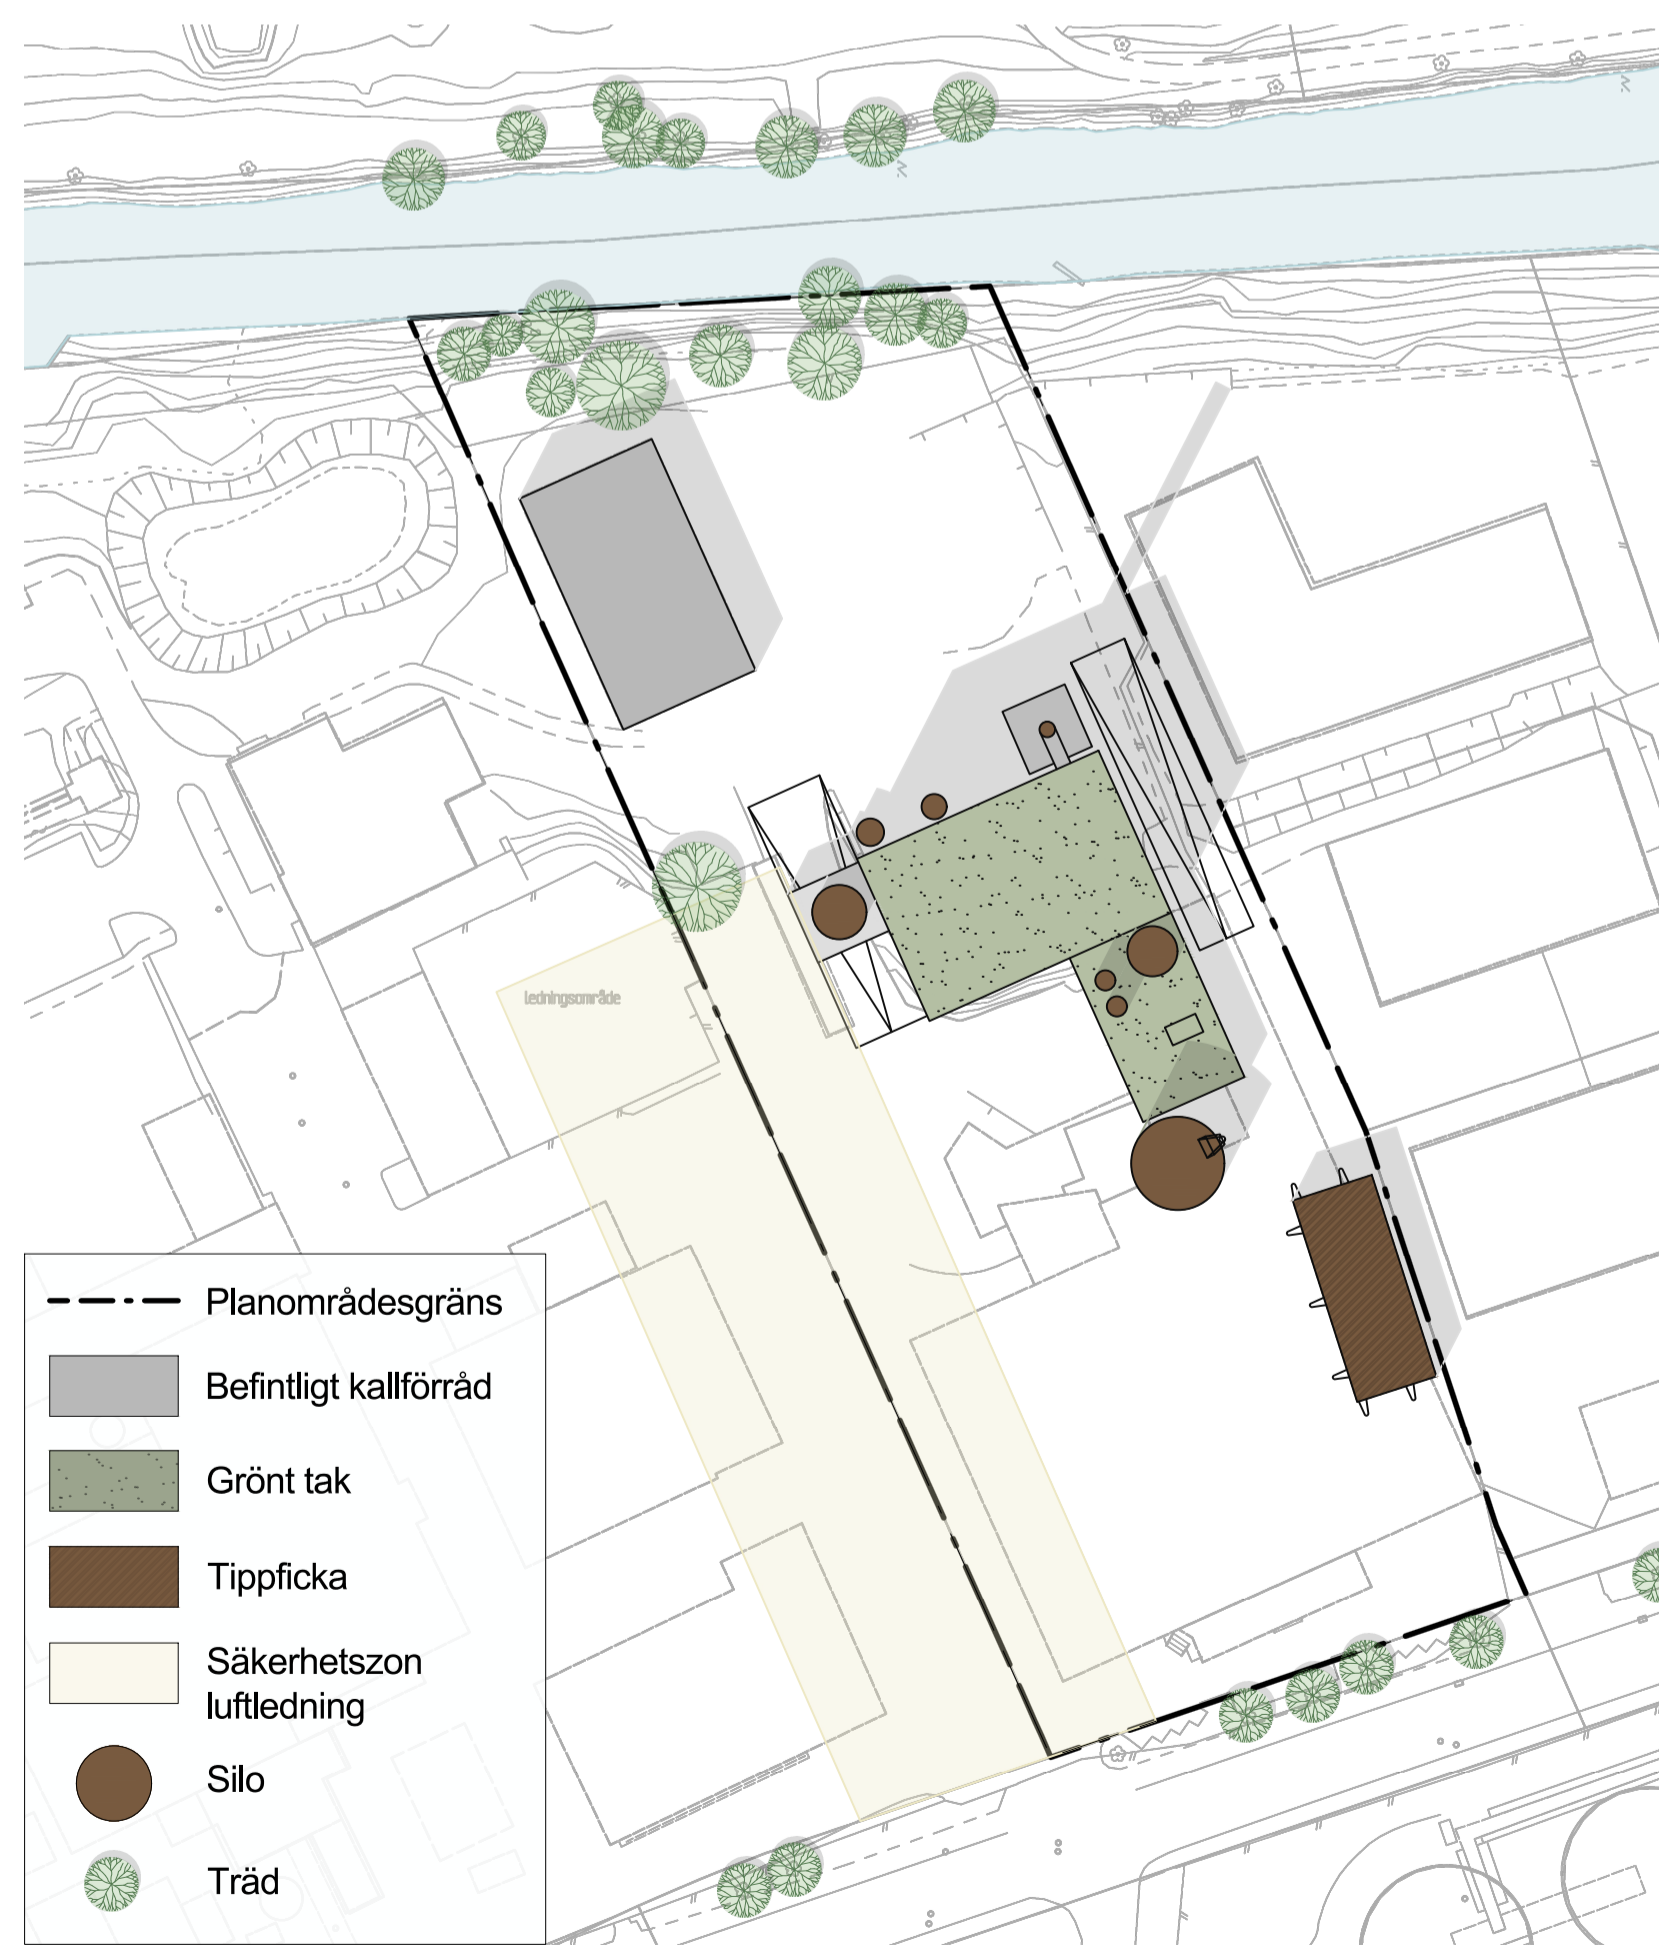 ledningsområde
Planområdesgräns
Befintligt kallförråd
Grönt tak
Tippficka
Säkerhetszon
luftledning
Silo
Träd